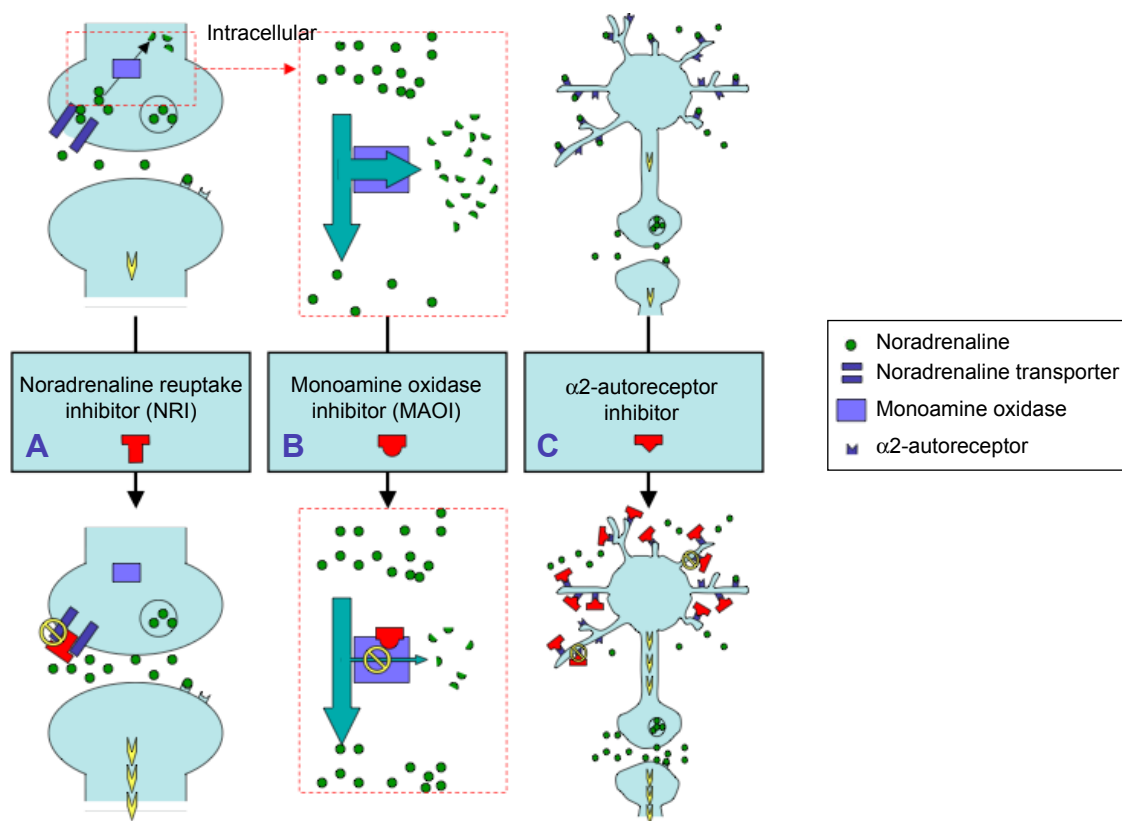 Intracellular
Noradrenaline reuptake
inhibitor (NRI)
A
Monoamine oxidase
inhibitor (MAOI)
B
α2-autoreceptor
inhibitor
C
Noradrenaline
Noradrenaline transporter
Monoamine oxidase
α2-autoreceptor